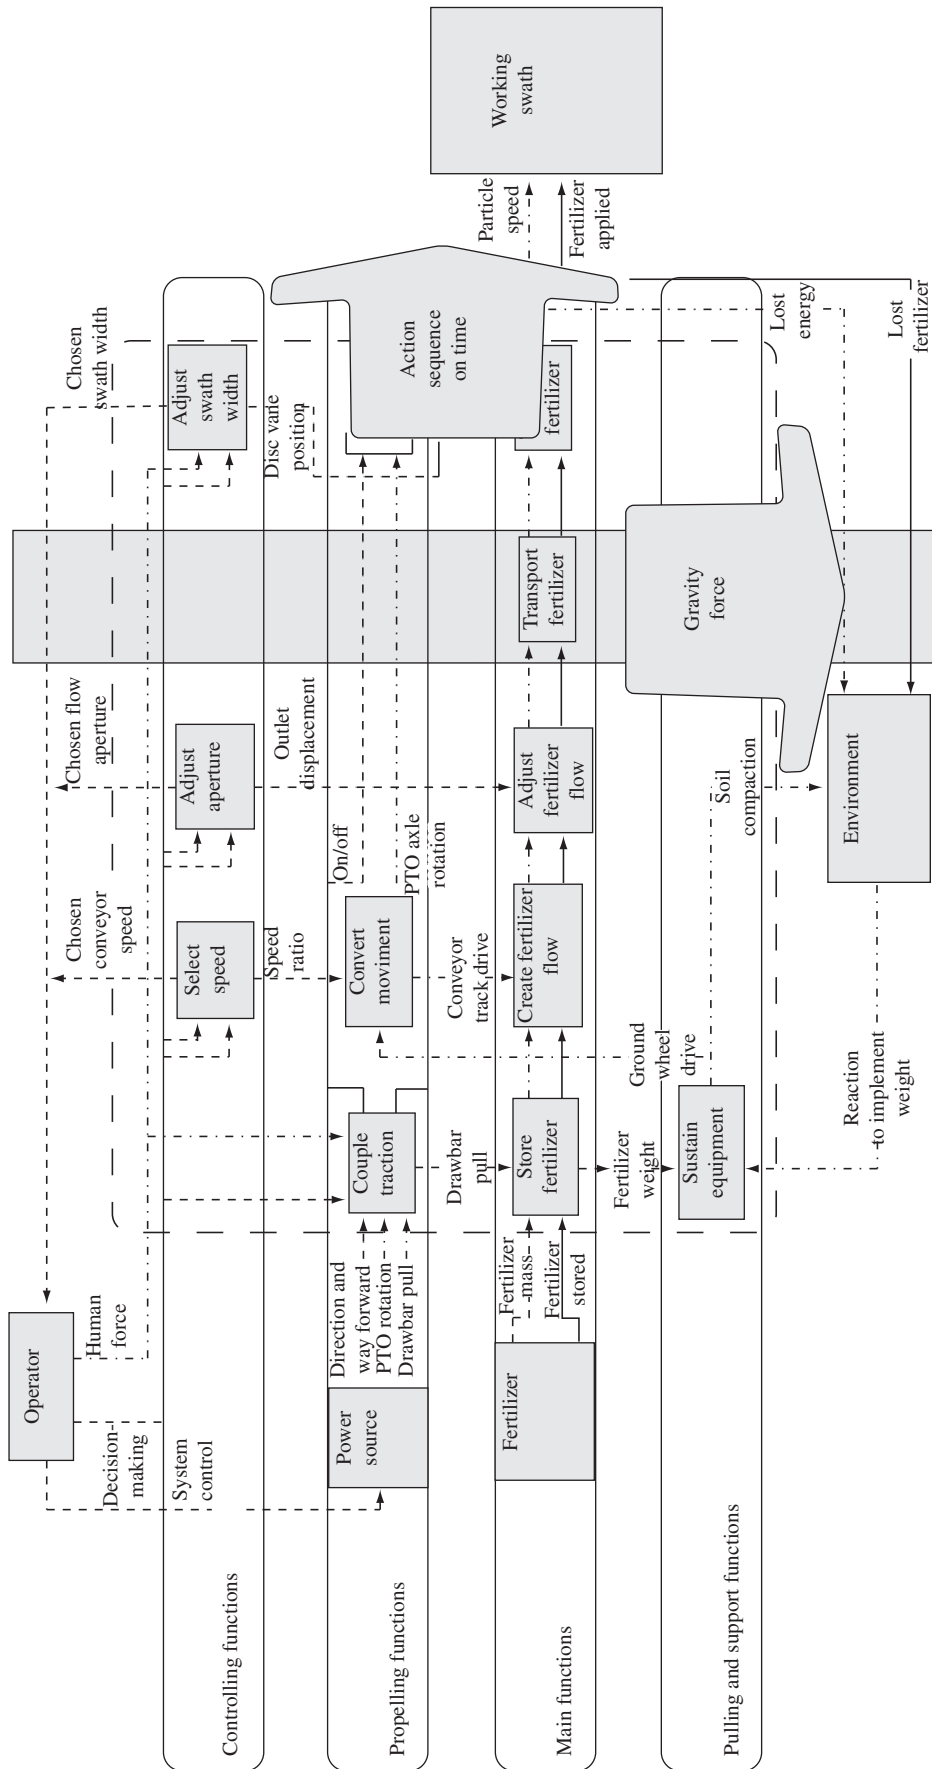 Operator
Human
force
Decision-
making
System
control
Chosen
conveyor
speed
Chosen flow
aperture
Chosen
swath width
Controlling functions
Select
speed
Adjust
aperture
Adjust
swath
width
Speed
ratio
Outlet
displacement
Disc varie
position
Propelling functions
Power
source
Direction and
way forward
PTO rotation
Drawbar pull
Couple
traction
Convert
moviment
On/off
PTO axle
rotation
Action
sequence
on time
Drawbar
pull
Conveyor
track drive
Main functions
Fertilizer
Fertilizer
mass
Fertilizer
stored
Store
fertilizer
Create fertilizer
flow
Adjust
fertilizer
flow
Transport
fertilizer
fertilizer
Particle
speed
Fertilizer
applied
Working
swath
Fertilizer
weight
Ground
wheel
drive
Pulling and support functions
Sustain
equipment
Soil
compaction
Gravity
force
Lost
energy
Lost
fertilizer
Reaction
to implement
weight
Environment